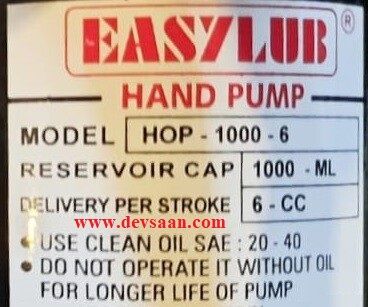 EASYLUB ®
HAND PUMP
MODEL HOP - 1000 - 6
RESERVOIR CAP 1000 - ML
DELIVERY PER STROKE 6 - CC
www.devsaan.com
• USE CLEAN OIL SAE : 20 - 40
• DO NOT OPERATE IT WITHOUT OIL
FOR LONGER LIFE OF PUMP